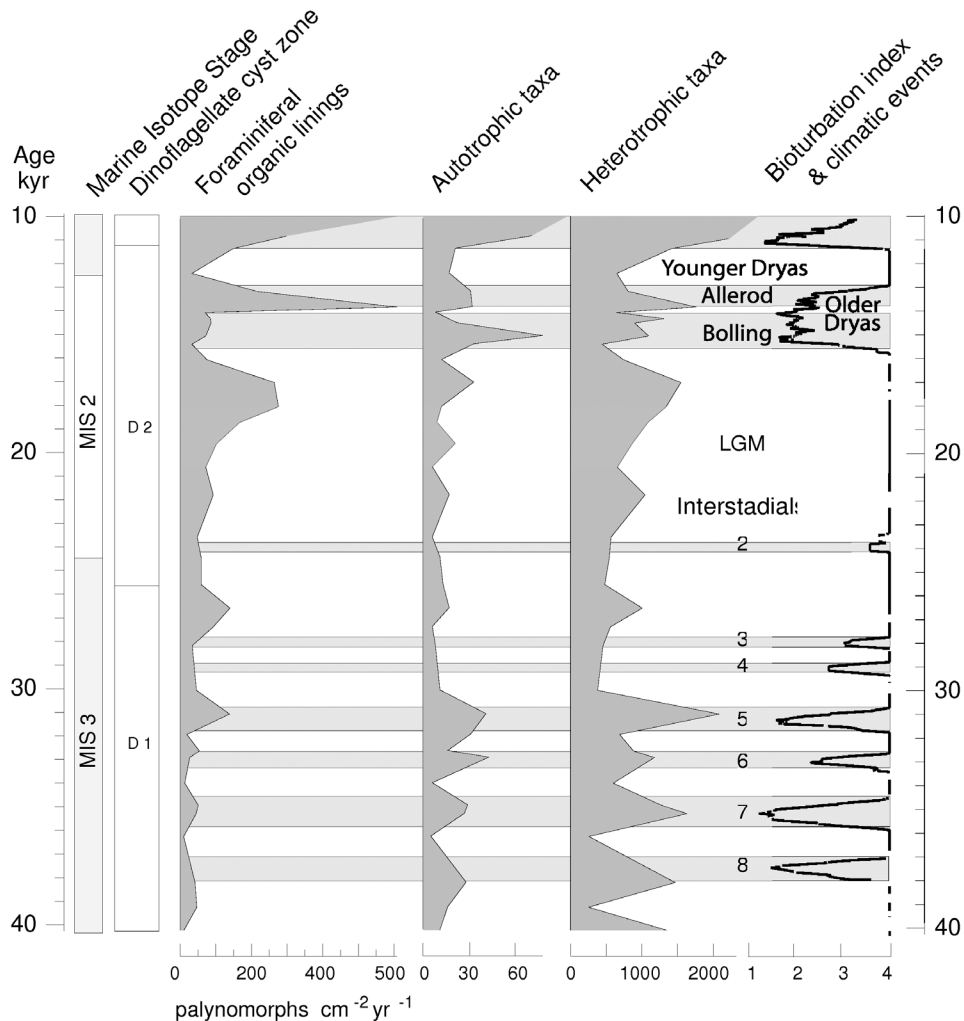 Age
kyr
Marine Isotope Stage
Dinoflagellate cyst zone
Foraminiferal
organic linings
Autotrophic taxa
Heterotrophic taxa
Bioturbation index
& climatic events
10
20
30
40
MIS 2
MIS 3
D 2
D 1
Younger Dryas
Allerod
Older
Dryas
Bolling
LGM
Interstadials
2
3
4
5
6
7
8
10
20
30
40
0 100 300 500
0 30 60
0 1000 2000
1 2 3 4
palynomorphs cm -2 yr -1